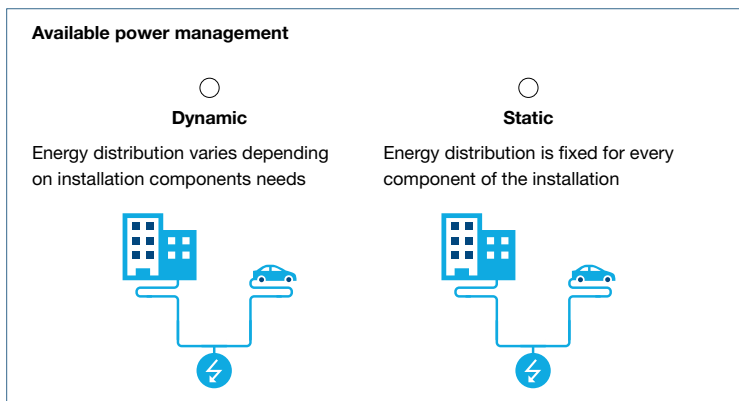 Available power management
Dynamic
Energy distribution varies depending
on installation components needs
Static
Energy distribution is fixed for every
component of the installation